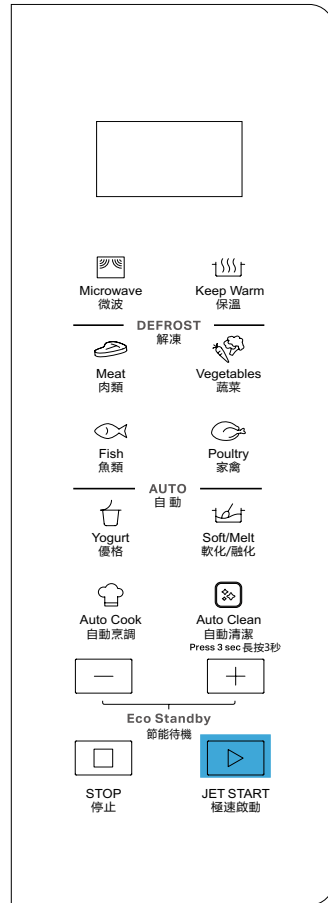 Microwave
微波
Keep Warm
保溫
DEFROST
解凍
Meat
肉類
Vegetables
蔬菜
Fish
魚類
Poultry
家禽
AUTO
自動
Yogurt
優格
Soft/Melt
軟化/融化
Auto Cook
自動烹調
Auto Clean
自動清潔
Press 3 sec 長按3秒
Eco Standby
節能待機
STOP
停止
JET START
極速啟動